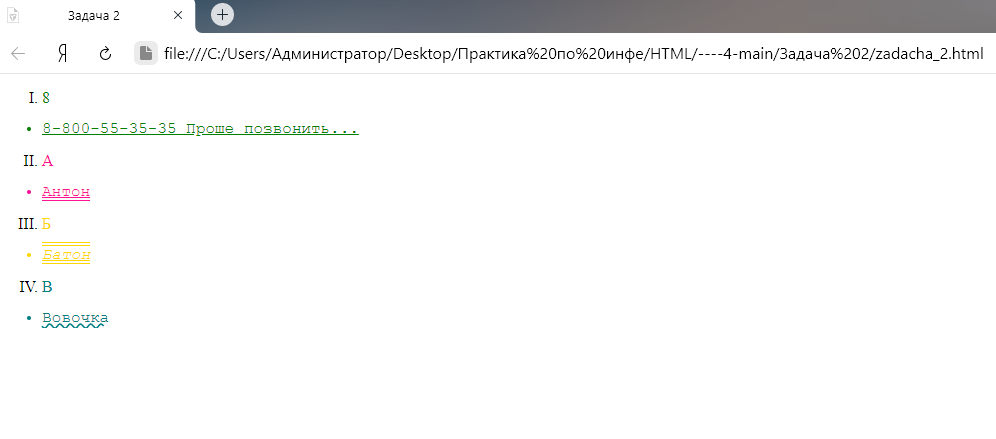 Задача 2
file:///C:/Users/Администратор/Desktop/Практика%20по%20инфе/HTML/----4-main/Задача%202/zadacha_2.html
I. 8
• 8-800-55-35-35 Проше позвонить...
II. А
• Антон
III. Б
• Батон
IV. В
• Вовочка